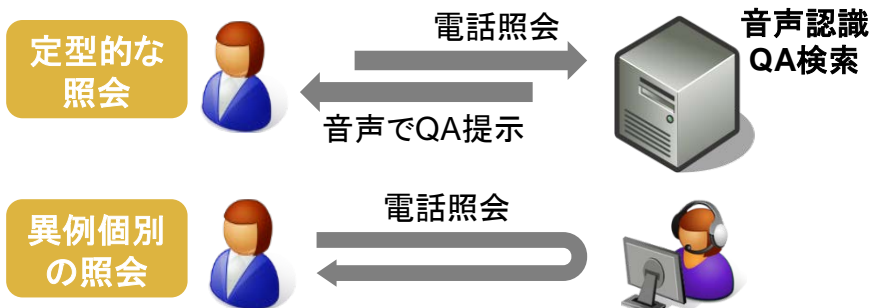 定型的な
照会
電話照会
音声でQA提示
音声認識
QA検索
異例個別
の照会
電話照会